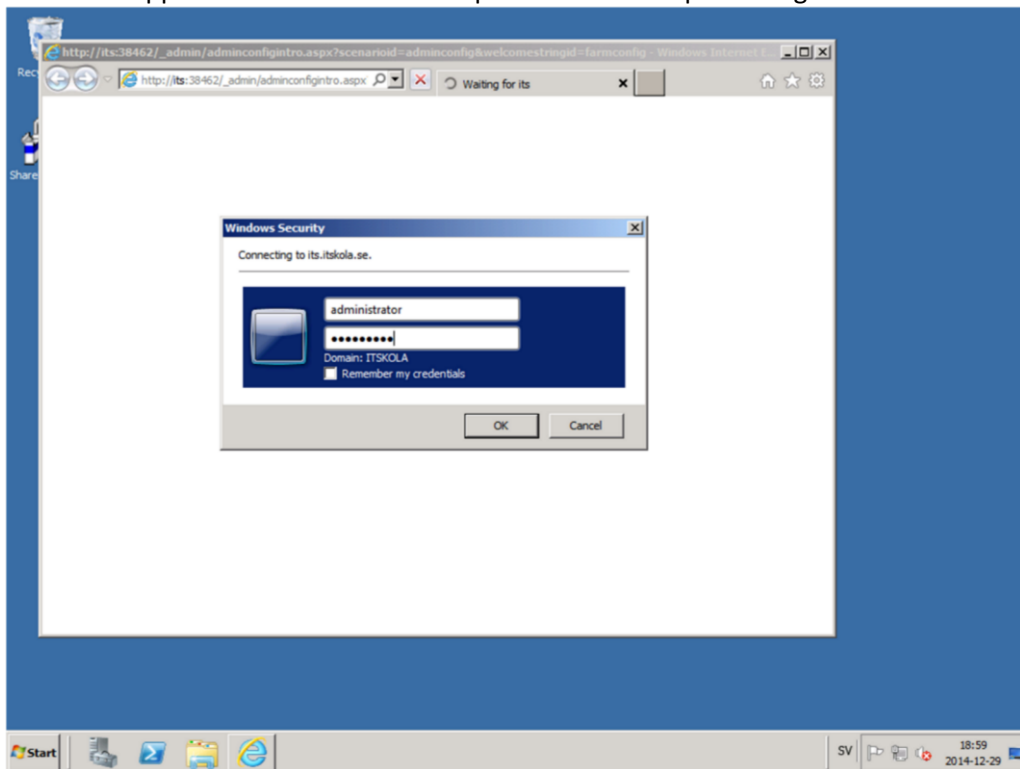 http://its:38462/_admin/adminconfigintro.aspx?scenarioid=adminconfig&welcomestringid=farmconfig - Windows Internet
Rec
http://its:38462/_admin/adminconfigintro.aspx
Waiting for its
Share
Windows Security
Connecting to its.itskola.se.
administrator
•••••••••
Domain: ITSKOLA
Remember my credentials
OK
Cancel
Start
SV
18:59
2014-12-29